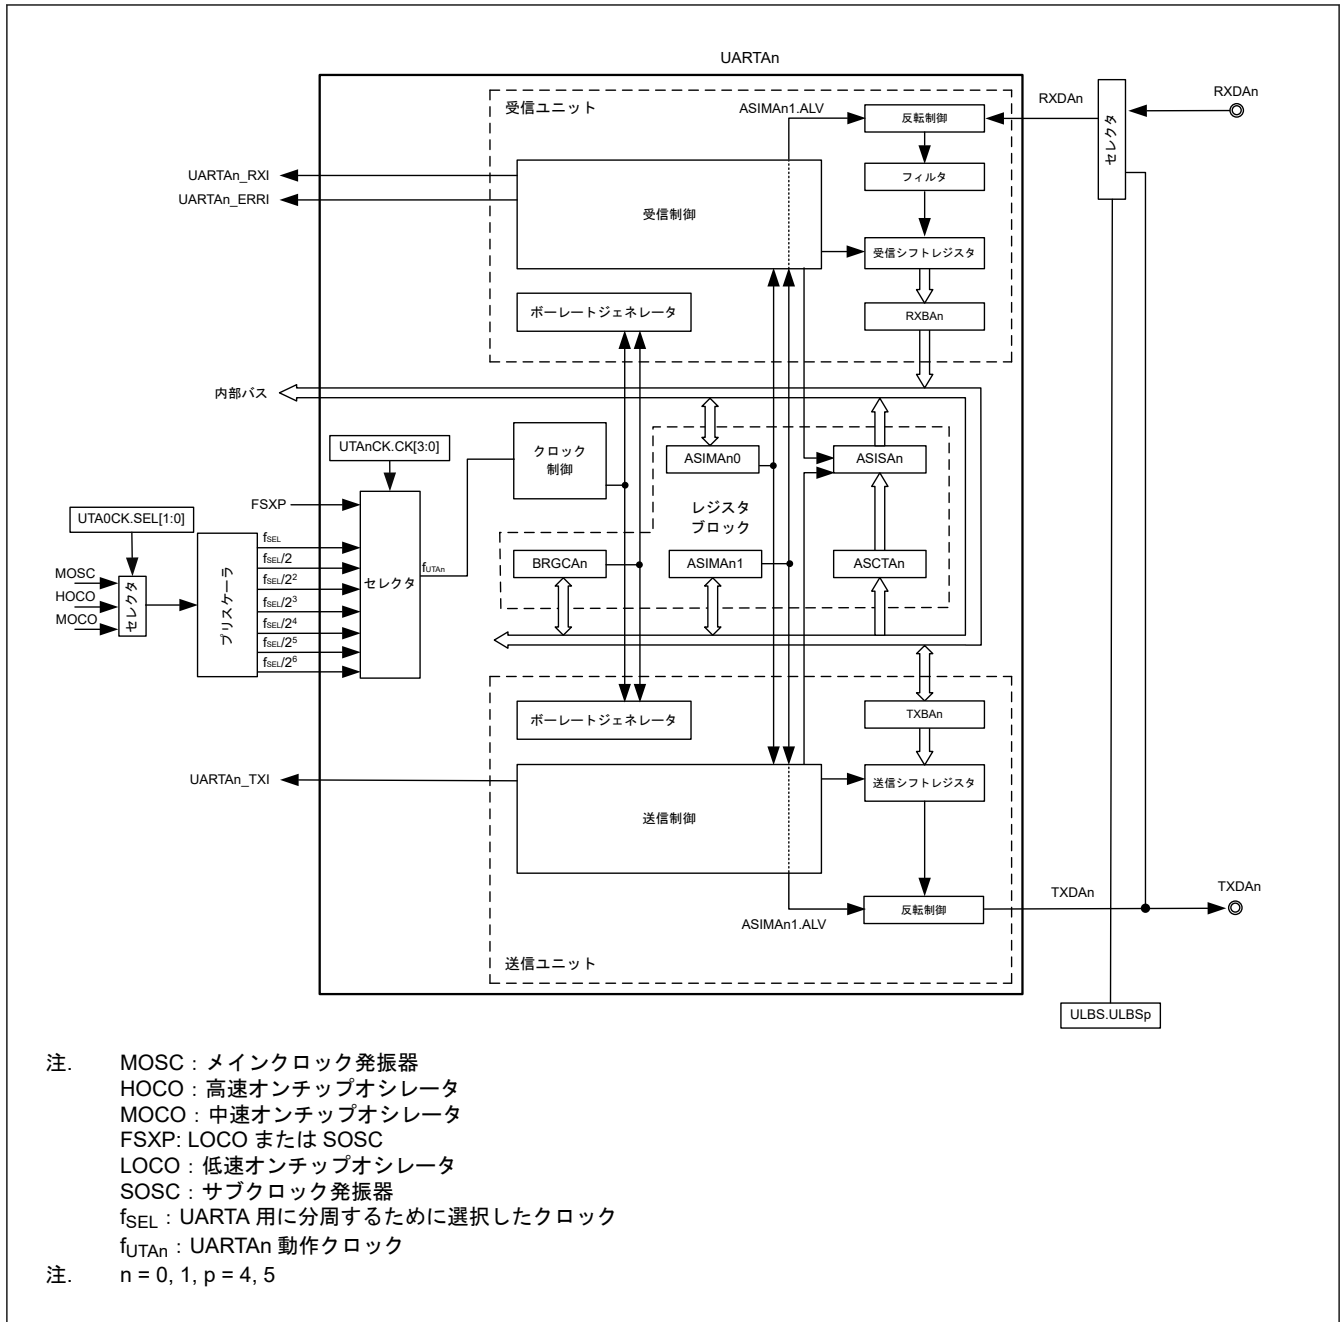 UARTAn
受信ユニット
ASIMAn1.ALV
反転制御
RXDAn
RXDAn
セレクタ
フィルタ
UARTAn_RXI
UARTAn_ERRI
受信制御
受信シフトレジスタ
ボーレートジェネレータ
RXBAn
内部バス
UTAnCK.CK[3:0]
クロック
制御
ASIMAn0
ASISAn
FSXP
レジスタ
ブロック
UTA0CK.SEL[1:0]
fSEL
fSEL/2
fSEL/2²
fSEL/2³
fSEL/2⁴
fSEL/2⁵
fSEL/2⁶
プリスケーラ
セレクタ
fUTAn
BRGCAn
ASIMAn1
ASCTAn
MOSC
HOCO
MOCO
セレクタ
ボーレートジェネレータ
TXBAn
UARTAn_TXI
送信制御
送信シフトレジスタ
ASIMAn1.ALV
反転制御
TXDAn
TXDAn
送信ユニット
ULBS.ULBSp
注. MOSC：メインクロック発振器
HOCO：高速オンチップオシレータ
MOCO：中速オンチップオシレータ
FSXP: LOCO または SOSC
LOCO：低速オンチップオシレータ
SOSC：サブクロック発振器
fSEL：UARTA 用に分周するために選択したクロック
fUTAn：UARTAn 動作クロック
注. n = 0, 1, p = 4, 5